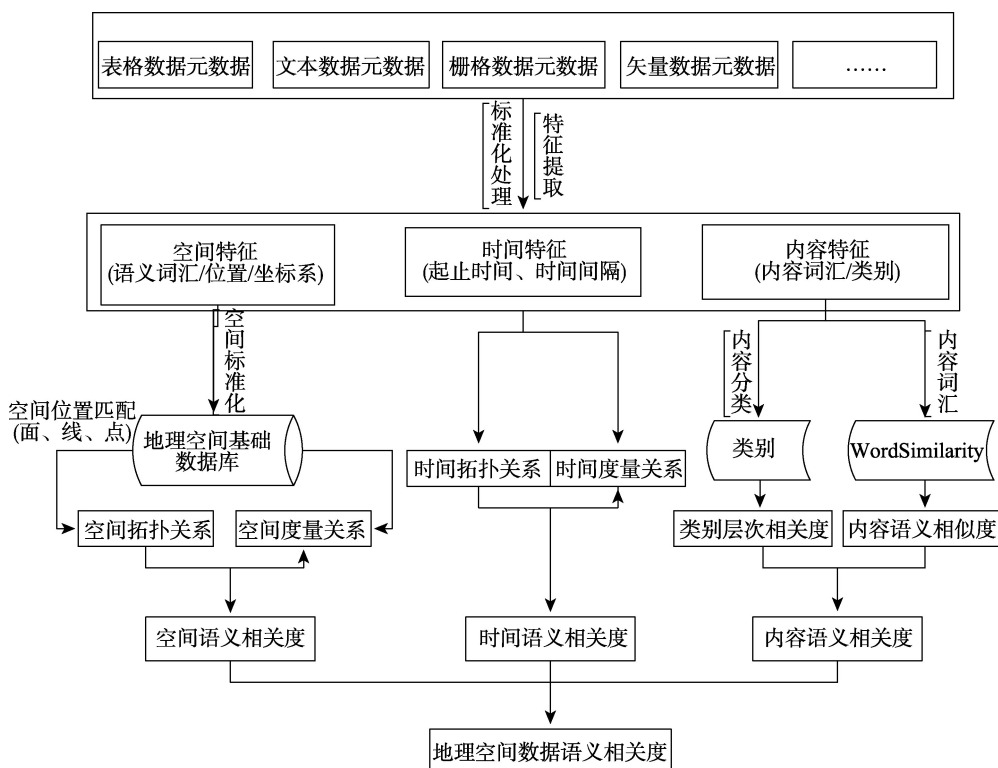 表格数据元数据
文本数据元数据
栅格数据元数据
矢量数据元数据
……
标准化处理
特征提取
空间特征
(语义词汇/位置/坐标系)
时间特征
(起止时间、时间间隔)
内容特征
(内容词汇/类别)
空间标准化
内容分类
内容词汇
空间位置匹配
(面、线、点)
地理空间基础
数据库
时间拓扑关系
时间度量关系
类别
WordSimilarity
空间拓扑关系
空间度量关系
类别层次相关度
内容语义相似度
空间语义相关度
时间语义相关度
内容语义相关度
地理空间数据语义相关度